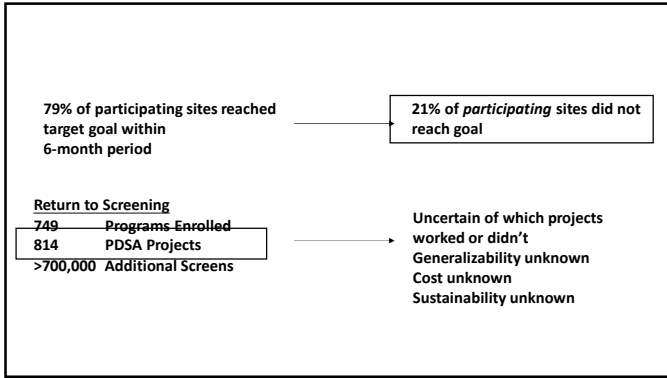 79% of participating sites reached
target goal within
6-month period
21% of participating sites did not
reach goal
Return to Screening
749 Programs Enrolled
814 PDSA Projects
>700,000 Additional Screens
Uncertain of which projects
worked or didn't
Generalizability unknown
Cost unknown
Sustainability unknown